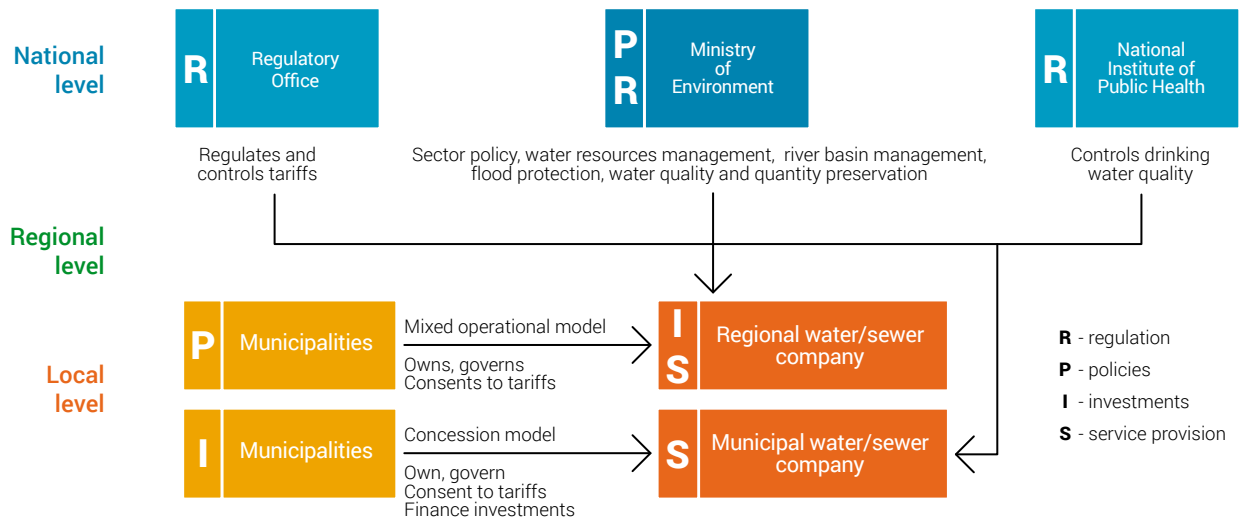 National
level
R
Regulatory
Office
P
R
Ministry
of
Environment
R
National
Institute of
Public Health
Regulates and
controls tariffs
Sector policy, water resources management, river basin management,
flood protection, water quality and quantity preservation
Controls drinking
water quality
Regional
level
Local
level
P
Municipalities
Mixed operational model
Owns, governs
Consents to tariffs
I
S
Regional water/sewer
company
I
Municipalities
Concession model
Own, govern
Consent to tariffs
Finance investments
S
Municipal water/sewer
company
R - regulation
P - policies
I - investments
S - service provision